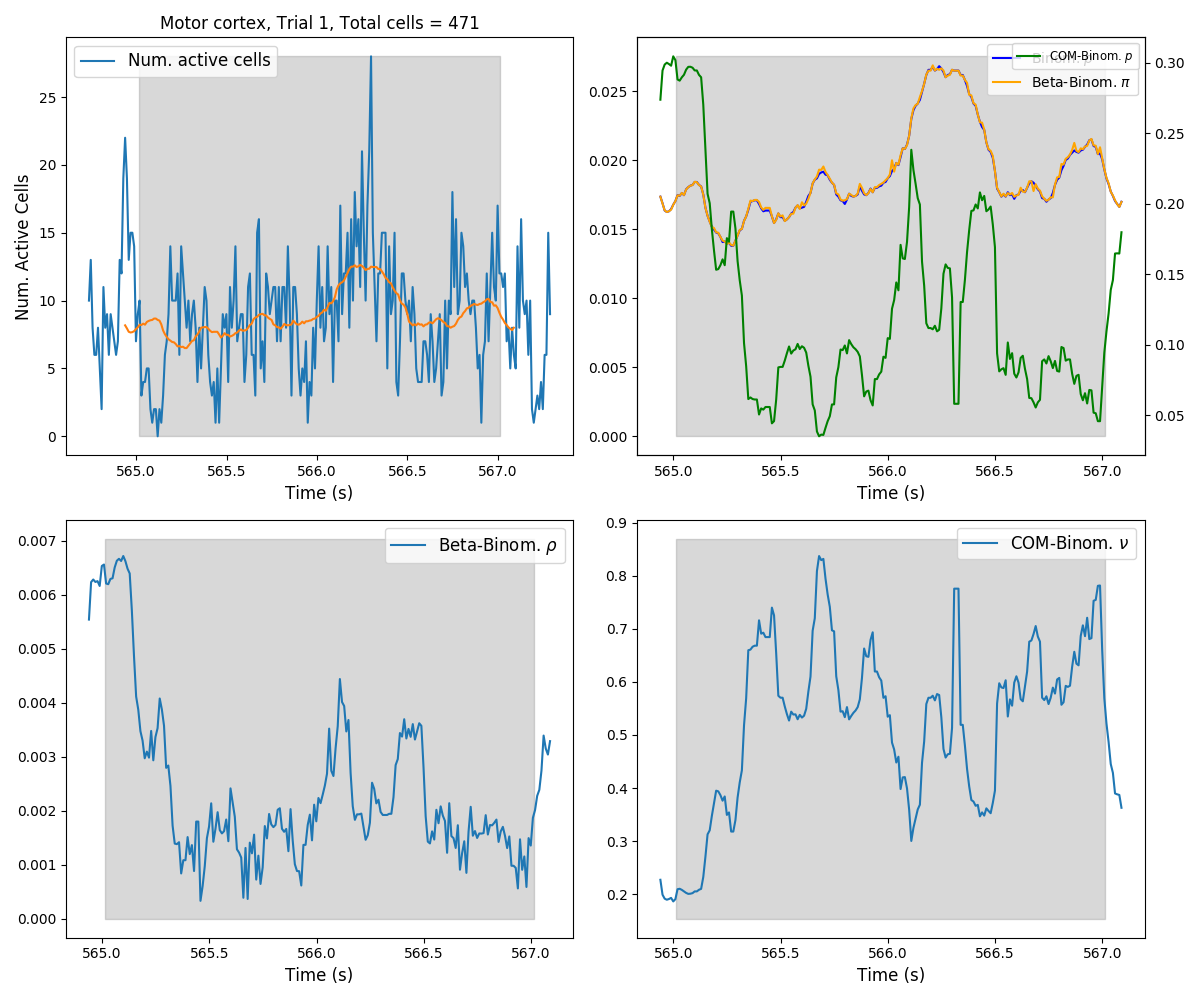 Motor cortex, Trial 1, Total cells = 471
Num. active cells
Num. Active Cells
25
20
15
10
5
0
565.0 565.5 566.0 566.5 567.0
Time (s)
COM-Binom. p
Beta-Binom. π
0.025
0.020
0.015
0.010
0.005
0.000
0.30
0.25
0.20
0.15
0.10
0.05
565.0 565.5 566.0 566.5 567.0
Time (s)
Beta-Binom. ρ
0.007
0.006
0.005
0.004
0.003
0.002
0.001
0.000
565.0 565.5 566.0 566.5 567.0
Time (s)
COM-Binom. ν
0.9
0.8
0.7
0.6
0.5
0.4
0.3
0.2
565.0 565.5 566.0 566.5 567.0
Time (s)